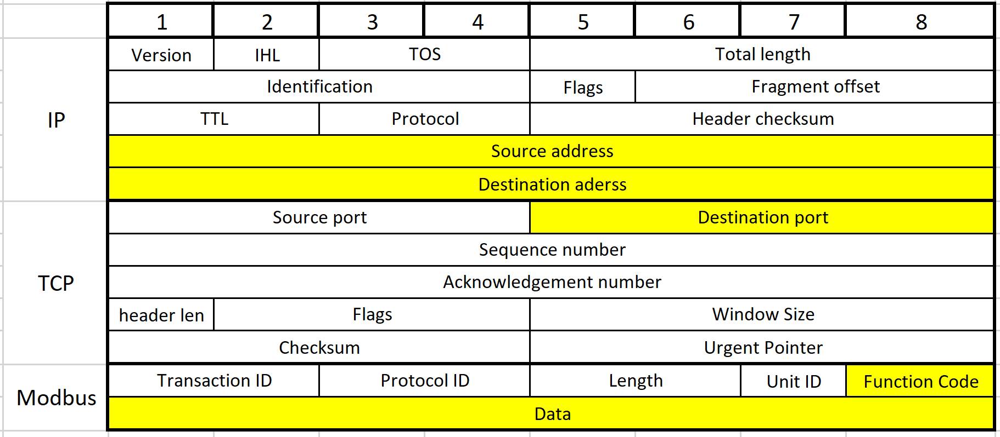 1 2 3 4 5 6 7 8
IP
Version IHL TOS Total length
Identification Flags Fragment offset
TTL Protocol Header checksum
Source address
Destination aderss
TCP
Source port Destination port
Sequence number
Acknowledgement number
header len Flags Window Size
Checksum Urgent Pointer
Modbus
Transaction ID Protocol ID Length Unit ID Function Code
Data